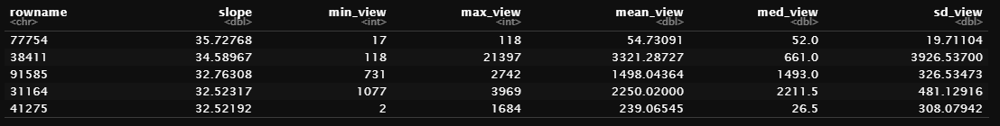 rowname slope min_view max_view mean_view med_view sd_view
<chr> <dbl> <int> <int> <dbl> <dbl> <dbl>
77754 35.72768 17 118 54.73091 52.0 19.71104
38411 34.58967 118 21397 3321.28727 661.0 3926.53700
91585 32.76308 731 2742 1498.04364 1493.0 326.53473
31164 32.52317 1077 3969 2250.02000 2211.5 481.12916
41275 32.52192 2 1684 239.06545 26.5 308.07942